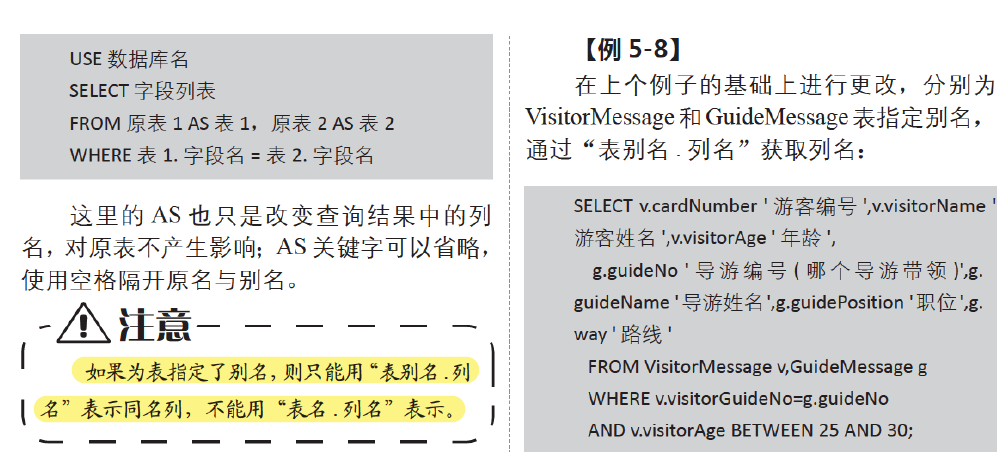 USE 数据库名
SELECT 字段列表
FROM 原表 1 AS 表 1，原表 2 AS 表 2
WHERE 表 1. 字段名 = 表 2. 字段名
这里的 AS 也只是改变查询结果中的列
名，对原表不产生影响；AS 关键字可以省略，
使用空格隔开原名与别名。
注意
如果为表指定了别名，则只能用“表别名 . 列
名”表示同名列，不能用“表名 . 列名”表示。
【例 5-8】
在上个例子的基础上进行更改，分别为
VisitorMessage 和 GuideMessage 表指定别名，
通过“表别名 . 列名”获取列名：
SELECT v.cardNumber ' 游客编号 ',v.visitorName '
游客姓名 ',v.visitorAge ' 年龄 ',
g.guideNo ' 导游编号 ( 哪个导游带领 )',g.
guideName ' 导游姓名 ',g.guidePosition ' 职位 ',g.
way ' 路线 '
FROM VisitorMessage v,GuideMessage g
WHERE v.visitorGuideNo=g.guideNo
AND v.visitorAge BETWEEN 25 AND 30;